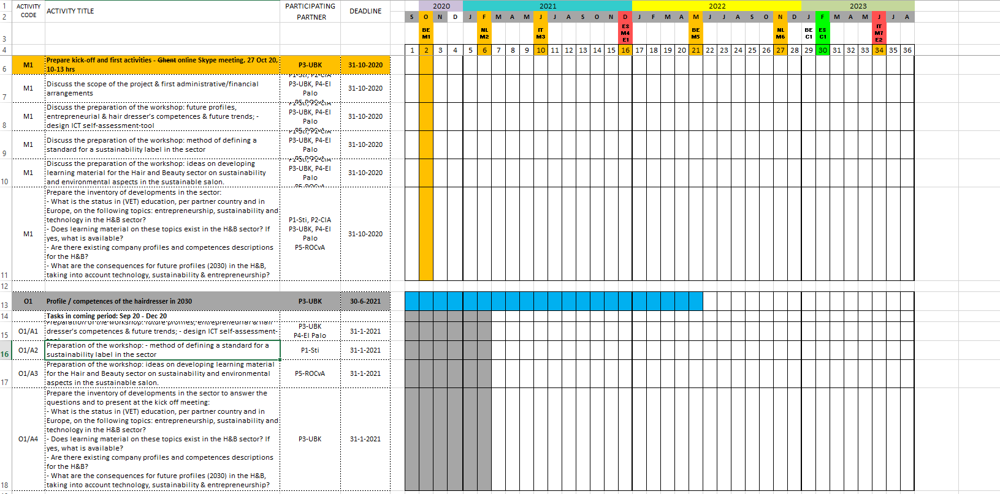 1 ACTIVITY CODE ACTIVITY TITLE PARTICIPATING PARTNER DEADLINE 2020 2021 2022 2023
2 S O N D J F M A M J J A S O N D J F M A M J J A S O N D J F M A M J J A
3 BE M1 NL M2 IT M3 ES M4 E1 BE M5 NL M6 BE C1 ES C1 IT M7 E2
4 1 2 3 4 5 6 7 8 9 10 11 12 13 14 15 16 17 18 19 20 21 22 23 24 25 26 27 28 29 30 31 32 33 34 35 36
6 M1 Prepare kick-off and first activities - Ghent online Skype meeting, 27 Oct 20, P3-UBK 31-10-2020
10-13 hrs
P1-Sti, P2-CIA
7 M1 Discuss the scope of the project & first administrative/financial P3-UBK, P4-El 31-10-2020
arrangements Palo
P5-ROCvA
P1-Sti, P2-CIA
8 M1 Discuss the preparation of the workshop: future profiles, P3-UBK, P4-El 31-10-2020
entrepreneurial & hair dresser's competences & future trends; - Palo
design ICT self-assessment-tool
P5-ROCvA
P1-Sti, P2-CIA
9 M1 Discuss the preparation of the workshop: method of defining a P3-UBK, P4-El 31-10-2020
standard for a sustainability label in the sector Palo
P5-ROCvA
P1-Sti, P2-CIA
10 M1 Discuss the preparation of the workshop: ideas on developing P3-UBK, P4-El 31-10-2020
learning material for the Hair and Beauty sector on sustainability Palo
and environmental aspects in the sustainable salon.
P5-ROCvA
11 M1 Prepare the inventory of developments in the sector:
- What is the status in (VET) education, per partner country and in
Europe, on the following topics: entrepreneurship, sustainability and
technology in the H&B sector? P1-Sti, P2-CIA
- Does learning material on these topics exist in the H&B sector? If P3-UBK, P4-El 31-10-2020
yes, what is available? Palo
- Are there existing company profiles and competences descriptions P5-ROCvA
for the H&B?
- What are the consequences for future profiles (2030) in the H&B,
taking into account technology, sustainability & entrepreneurship?
12
13 O1 Profile / competences of the hairdresser in 2030 P3-UBK 30-6-2021
14 Tasks in coming period: Sep 20 - Dec 20
15 O1/A1 Preparation of the workshop: future profiles, entrepreneurial & hair P3-UBK 31-1-2021
dresser's competences & future trends; - design ICT self-assessment- P4-El Palo
tool
16 O1/A2 Preparation of the workshop: - method of defining a standard for a P1-Sti 31-1-2021
sustainability label in the sector
17 O1/A3 Preparation of the workshop: ideas on developing learning material P5-ROCvA 31-1-2021
for the Hair and Beauty sector on sustainability and environmental
aspects in the sustainable salon.
18 O1/A4 Prepare the inventory of developments in the sector to answer the P3-UBK 31-1-2021
questions and to present at the kick off meeting:
- What is the status in (VET) education, per partner country and in
Europe, on the following topics: entrepreneurship, sustainability and
technology in the H&B sector?
- Does learning material on these topics exist in the H&B sector? If
yes, what is available?
- Are there existing company profiles and competences descriptions
for the H&B?
- What are the consequences for future profiles (2030) in the H&B,
taking into account technology, sustainability & entrepreneurship?